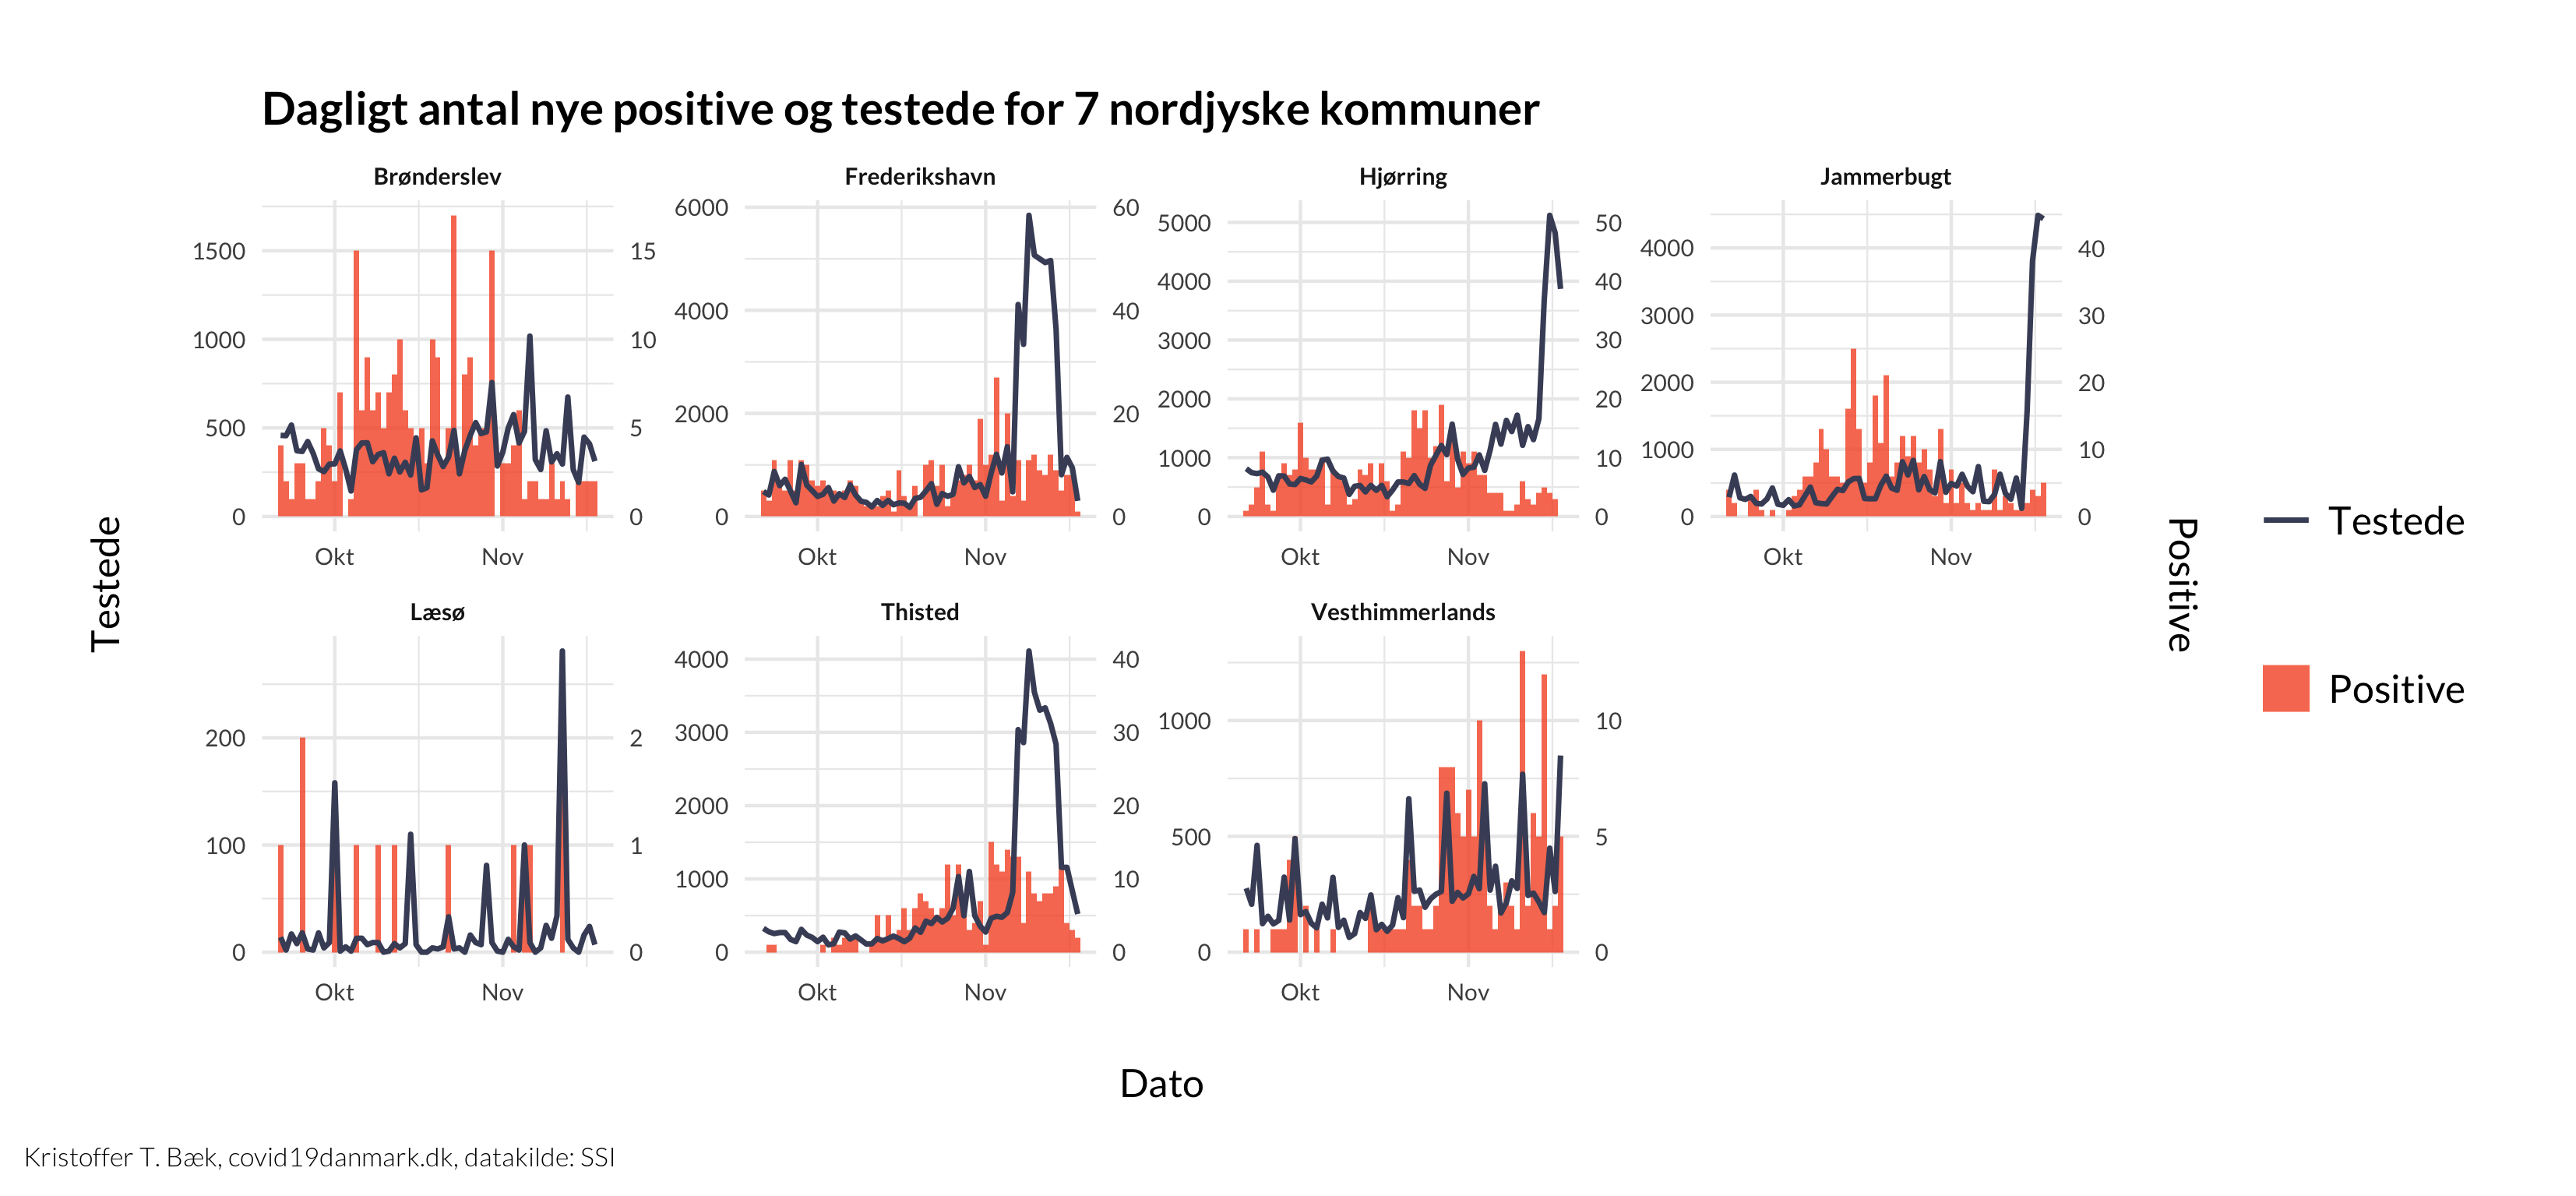 Dagligt antal nye positive og testede for 7 nordjyske kommuner
Brønderslev
Frederikshavn
Hjørring
Jammerbugt
1500
1000
500
0
15
10
5
0
Okt
Nov
6000
4000
2000
0
60
40
20
0
Okt
Nov
5000
4000
3000
2000
1000
0
50
40
30
20
10
0
Okt
Nov
4000
3000
2000
1000
0
40
30
20
10
0
Okt
Nov
Testede
Positive
Testede
Positive
Læsø
Thisted
Vesthimmerlands
200
100
0
2
1
0
Okt
Nov
4000
3000
2000
1000
0
40
30
20
10
0
Okt
Nov
1000
500
0
10
5
0
Okt
Nov
Dato
Kristoffer T. Bæk, covid19danmark.dk, datakilde: SSI